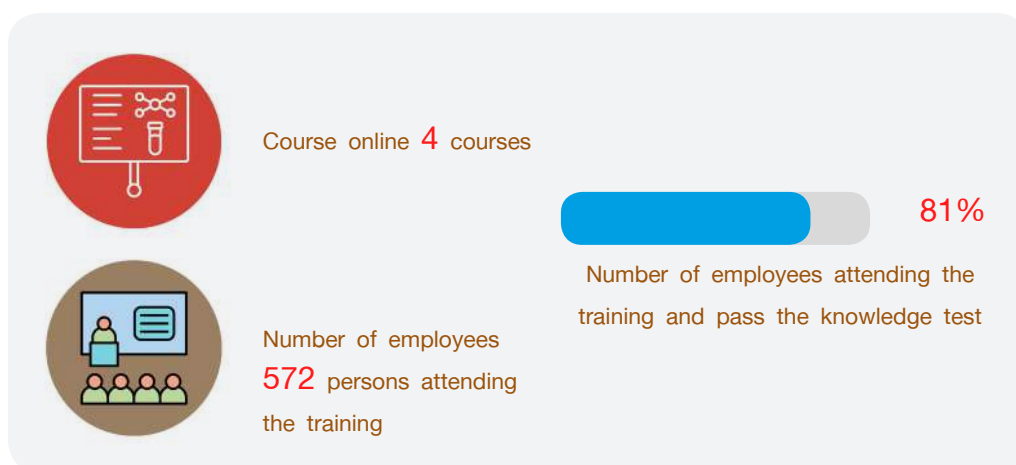 Course online 4 courses
81%
Number of employees attending the
training and pass the knowledge test
Number of employees
572 persons attending
the training